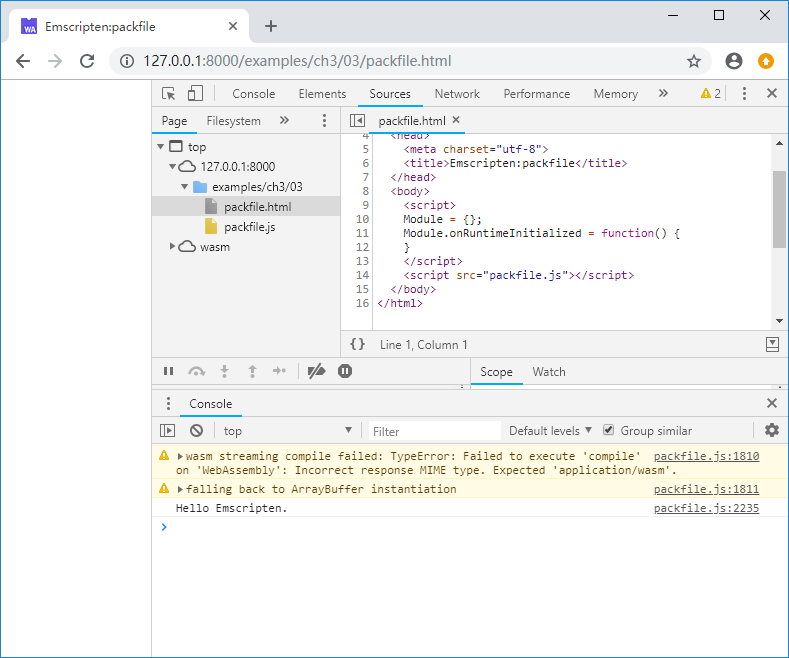 WA Emscripten:packfile
127.0.0.1:8000/examples/ch3/03/packfile.html
Console Elements Sources Network Performance Memory 2
Page Filesystem
packfile.html
top
127.0.0.1:8000
examples/ch3/03
packfile.html
packfile.js
wasm
4 <head>
5 <meta charset="utf-8">
6 <title>Emscripten:packfile</title>
7 </head>
8 <body>
9 <script>
10 Module = {};
11 Module.onRuntimeInitialized = function() {
12 }
13 </script>
14 <script src="packfile.js"></script>
15 </body>
16 </html>
{} Line 1, Column 1
Scope Watch
Console
top Filter Default levels Group similar
wasm streaming compile failed: TypeError: Failed to execute 'compile' packfile.js:1810
on 'WebAssembly': Incorrect response MIME type. Expected 'application/wasm'.
falling back to ArrayBuffer instantiation packfile.js:1811
Hello Emscripten. packfile.js:2235